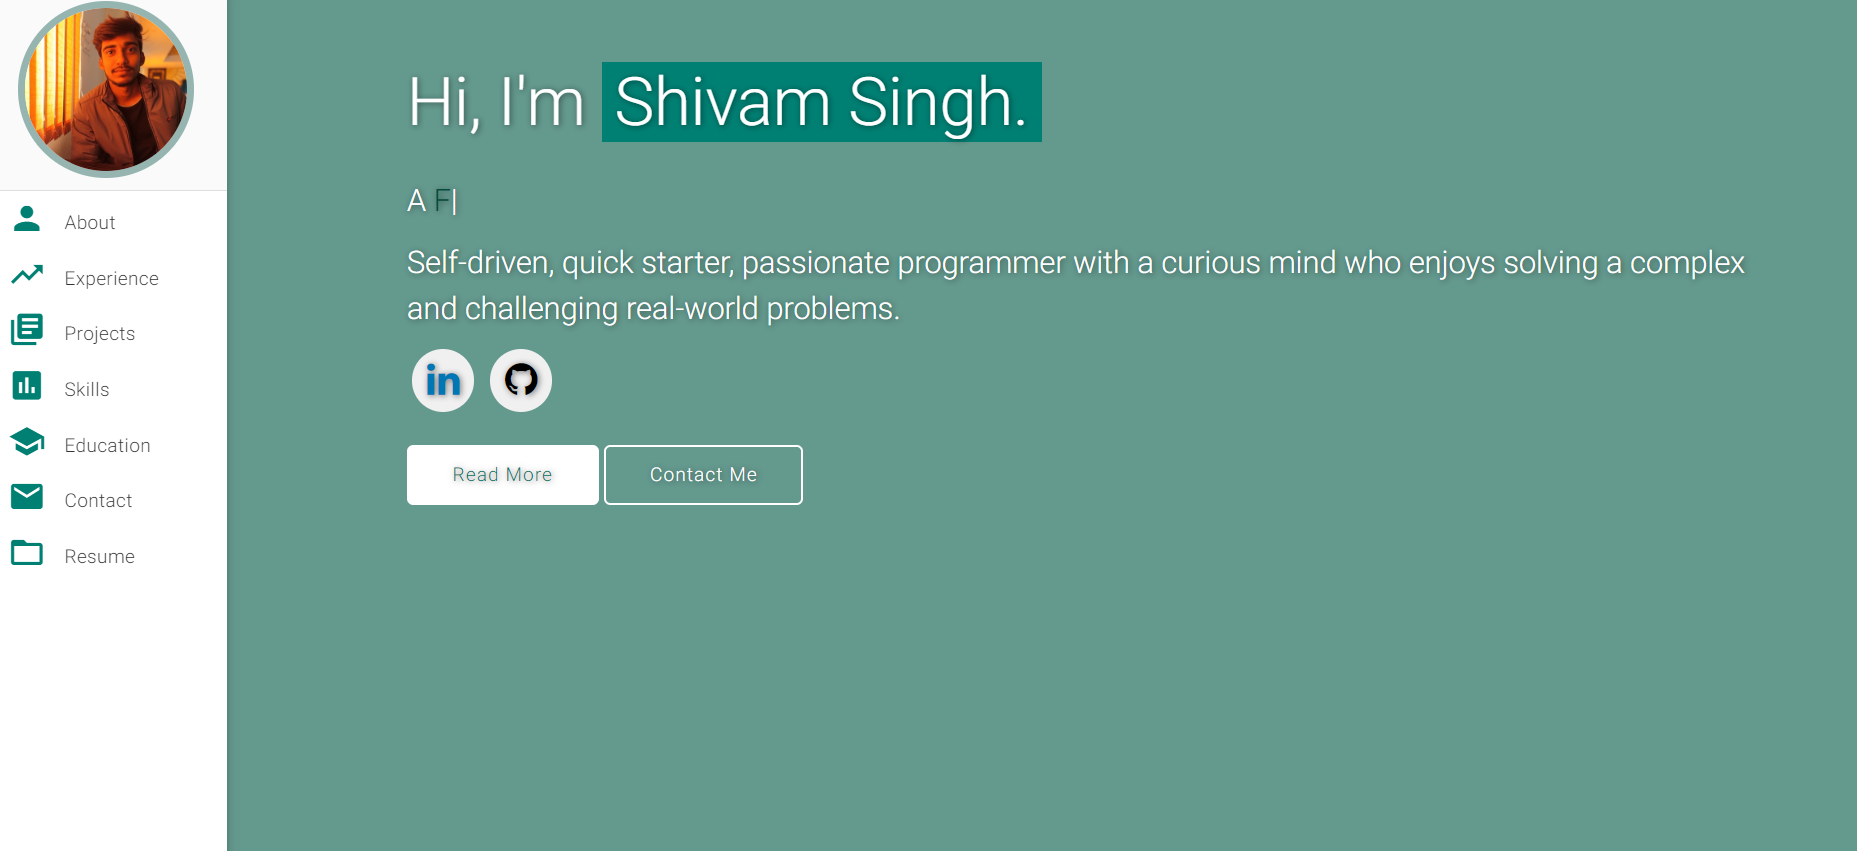 Hi, I'm Shivam Singh.
A F|
Self-driven, quick starter, passionate programmer with a curious mind who enjoys solving a complex
and challenging real-world problems.
in
Read More
Contact Me
About
Experience
Projects
Skills
Education
Contact
Resume